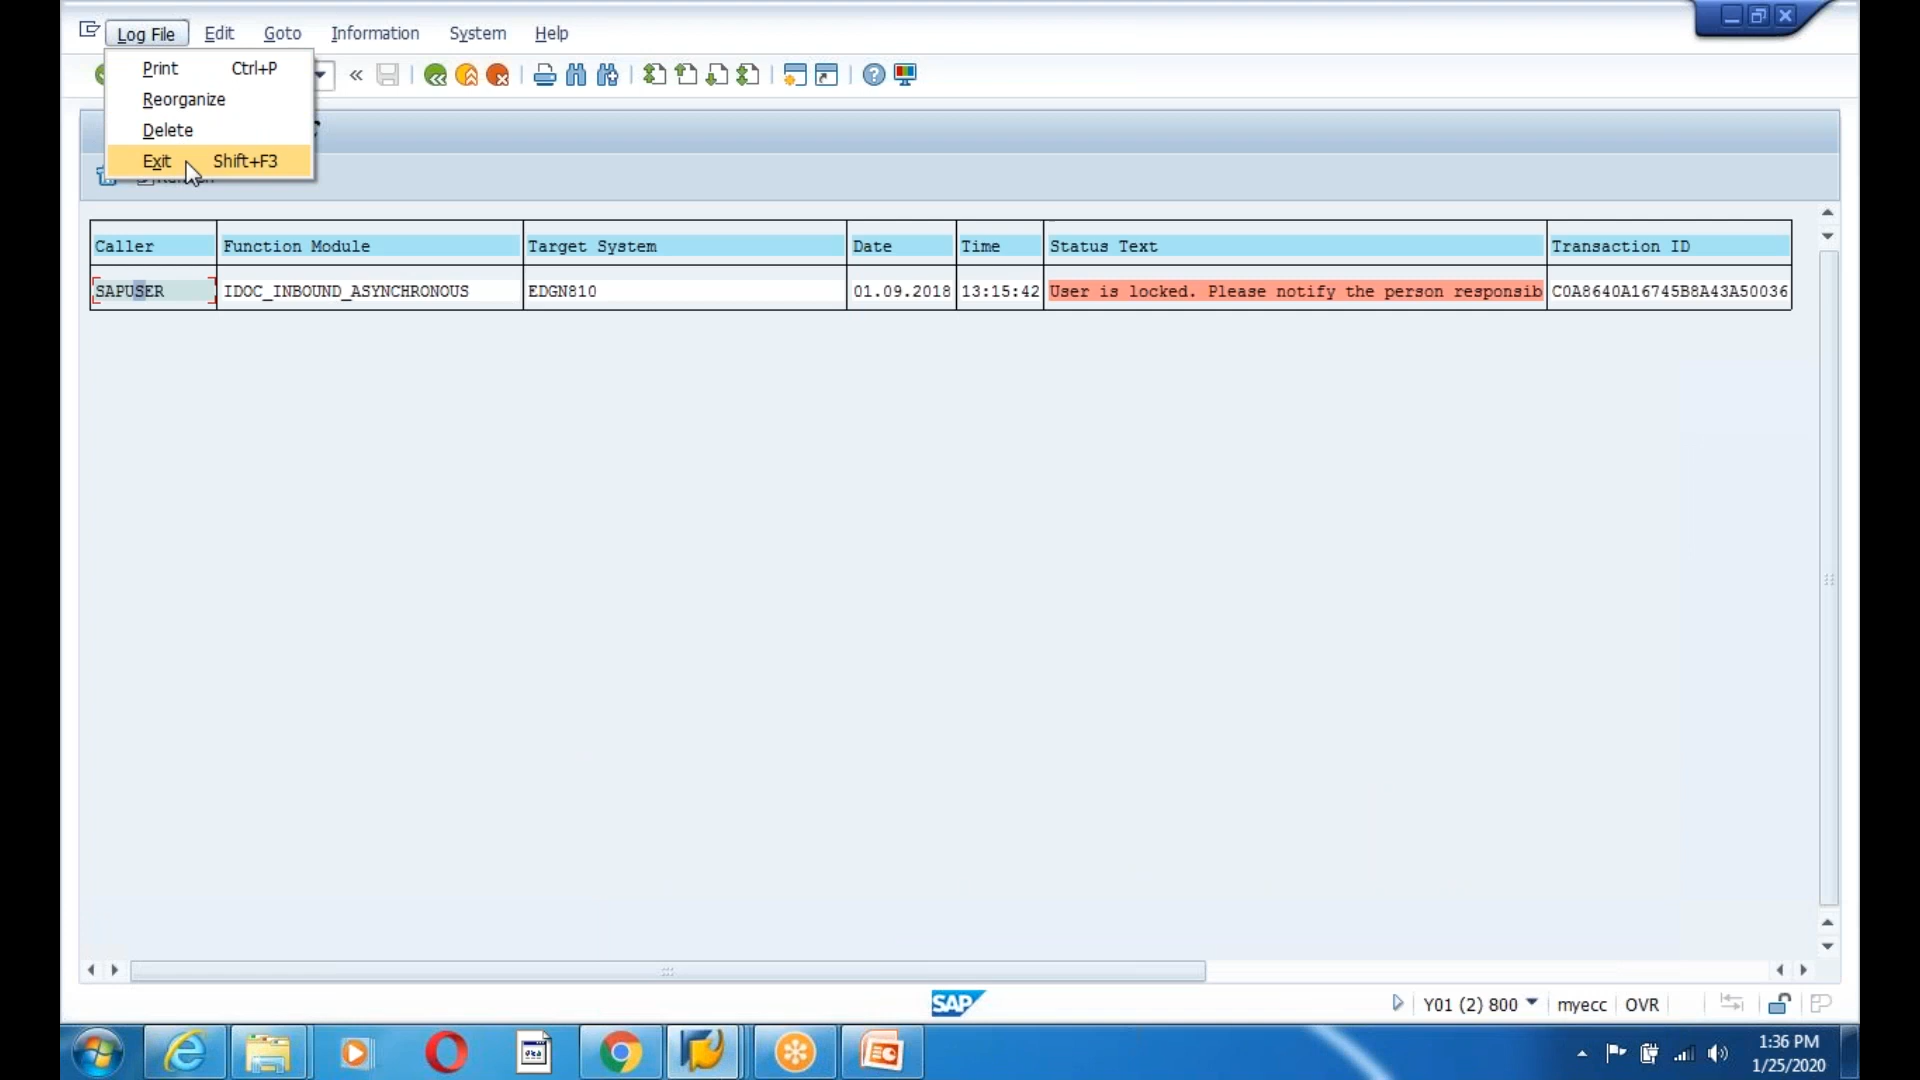 Log File Edit Goto Information System Help
Print Ctrl+P
Reorganize
Delete
Exit Shift+F3
Caller Function Module Target System Date Time Status Text Transaction ID
SAPUSER IDOC_INBOUND_ASYNCHRONOUS EDGN810 01.09.2018 13:15:42 User is locked. Please notify the person responsib C0A8640A16745B8A43A50036
SAP Y01 (2) 800 myecc OVR
1:36 PM
1/25/2020